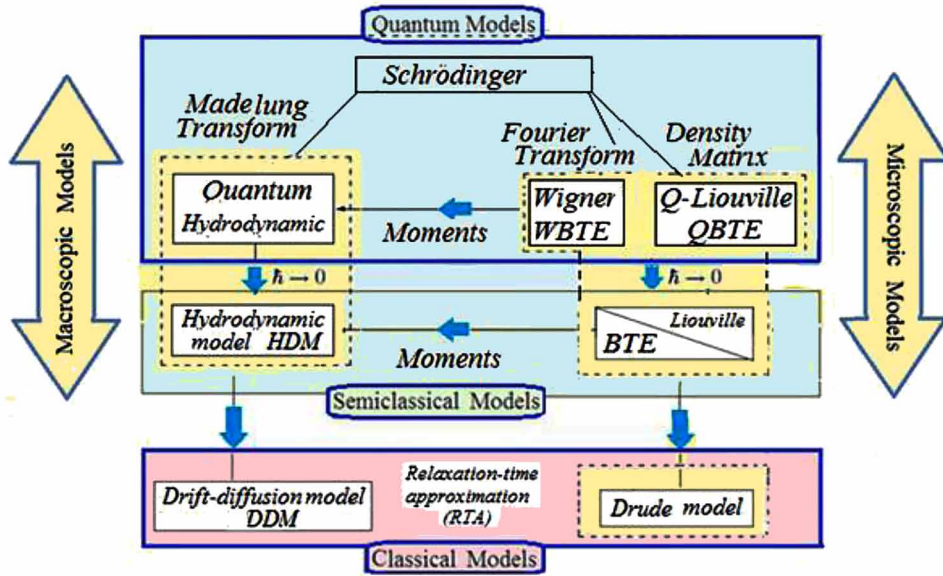 Quantum Models
Schrödinger
Madelung
Transform
Fourier
Transform
Density
Matrix
Quantum
Hydrodynamic
Moments
Wigner
WBTE
Q-Liouville
QBTE
ħ → 0
ħ → 0
Hydrodynamic
model HDM
Moments
Liouville
BTE
Semiclassical Models
Drift-diffusion model
DDM
Relaxation-time
approximation
(RTA)
Drude model
Classical Models
Macroscopic Models
Microscopic Models